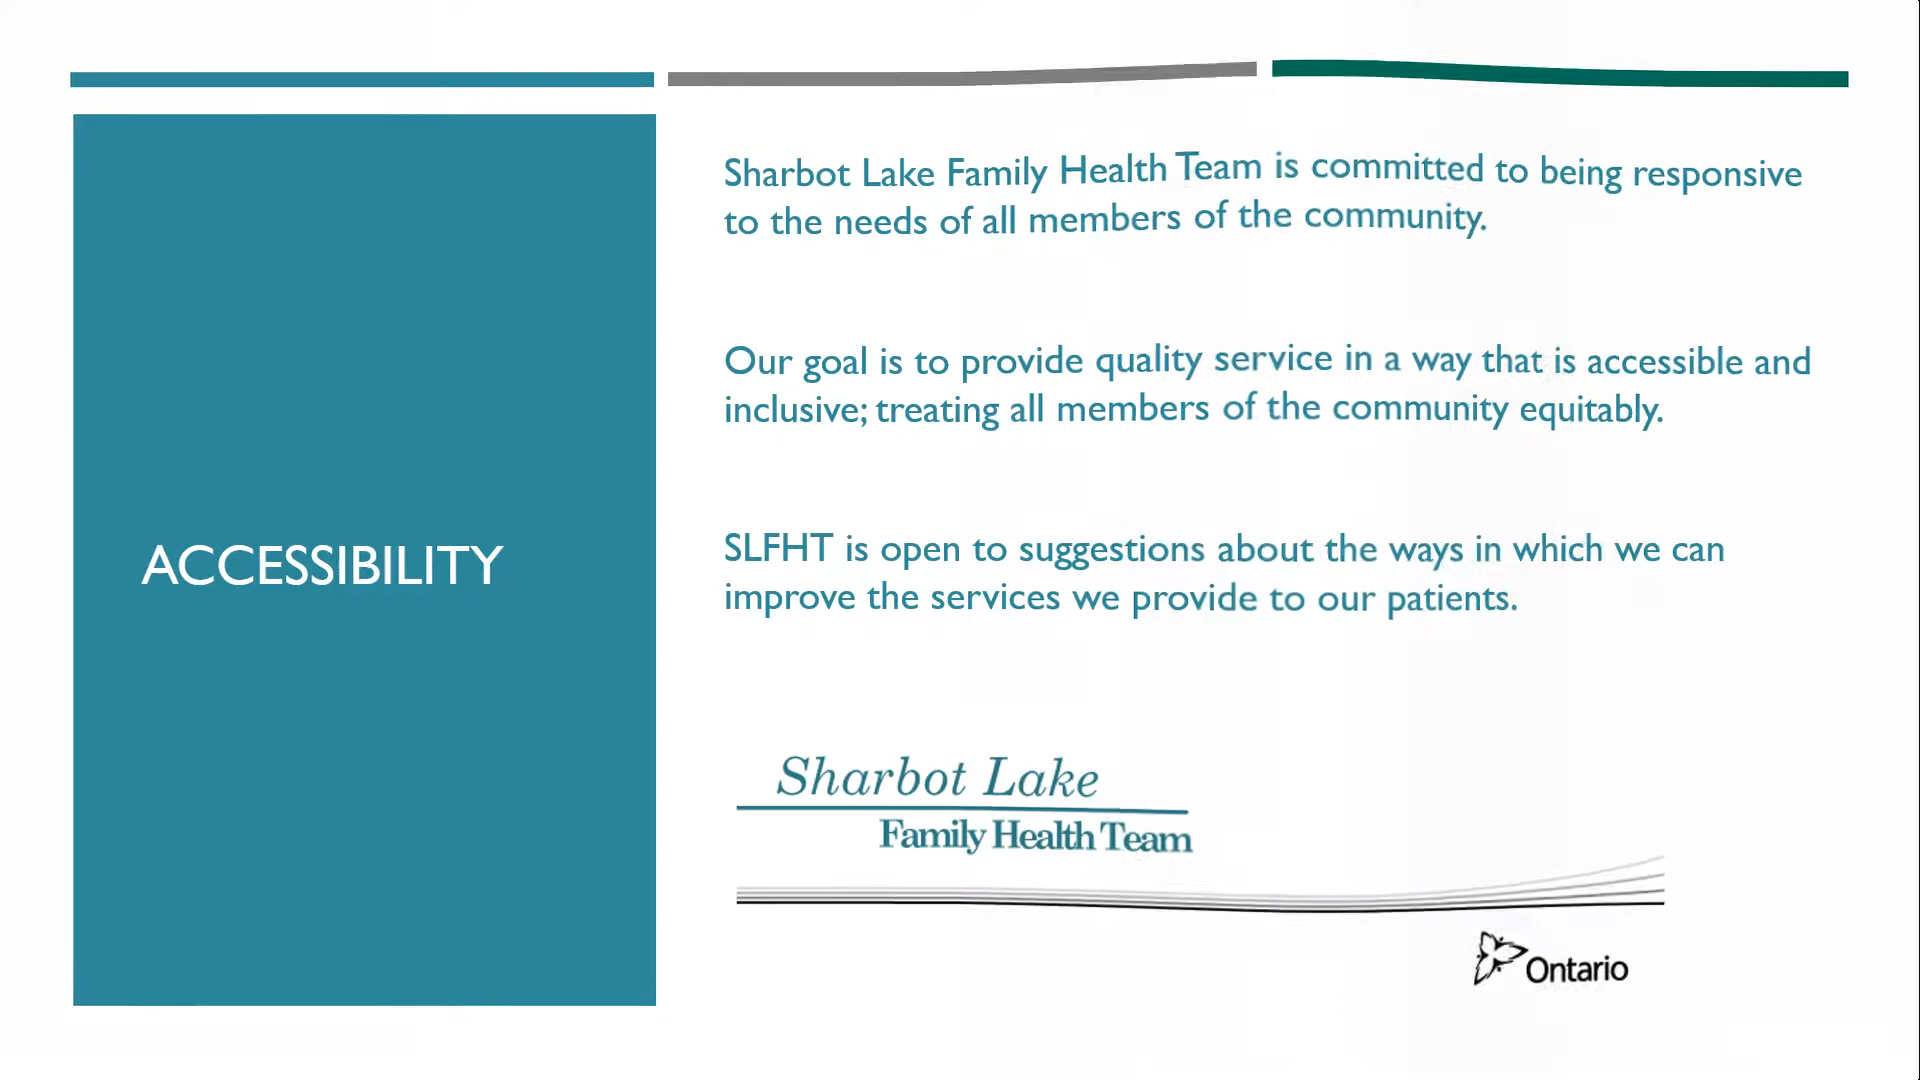 ACCESSIBILITY
Sharbot Lake Family Health Team is committed to being responsive
to the needs of all members of the community.
Our goal is to provide quality service in a way that is accessible and
inclusive; treating all members of the community equitably.
SLFHT is open to suggestions about the ways in which we can
improve the services we provide to our patients.
Sharbot Lake
Family Health Team
Ontario